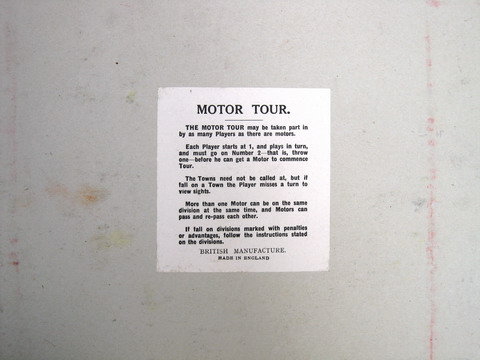 MOTOR TOUR.
THE MOTOR TOUR may be taken part in
by as many Players as there are motors.
Each Player starts at 1, and plays in turn,
and must go on Number 2—that is, throw
one—before he can get a Motor to commence
Tour.
The Towns need not be called at, but if
fall on a Town the Player misses a turn to
view sights.
More than one Motor can be on the same
division at the same time, and Motors can
pass and re-pass each other.
If fall on divisions marked with penalties
or advantages, follow the instructions stated
on the divisions.
BRITISH MANUFACTURE.
MADE IN ENGLAND